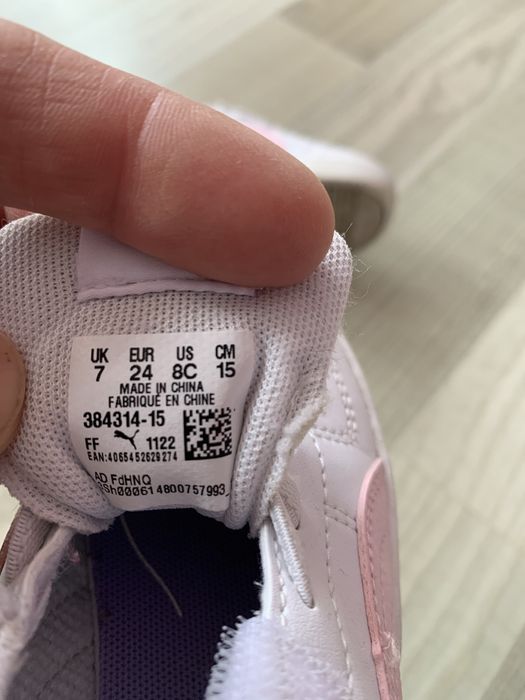 UK EUR US CM
7 24 8C 15
MADE IN CHINA
FABRIQUÉ EN CHINE
384314-15
FF 1122
EAN:4065452629274
AD FdHNQ
Sh000614800757993